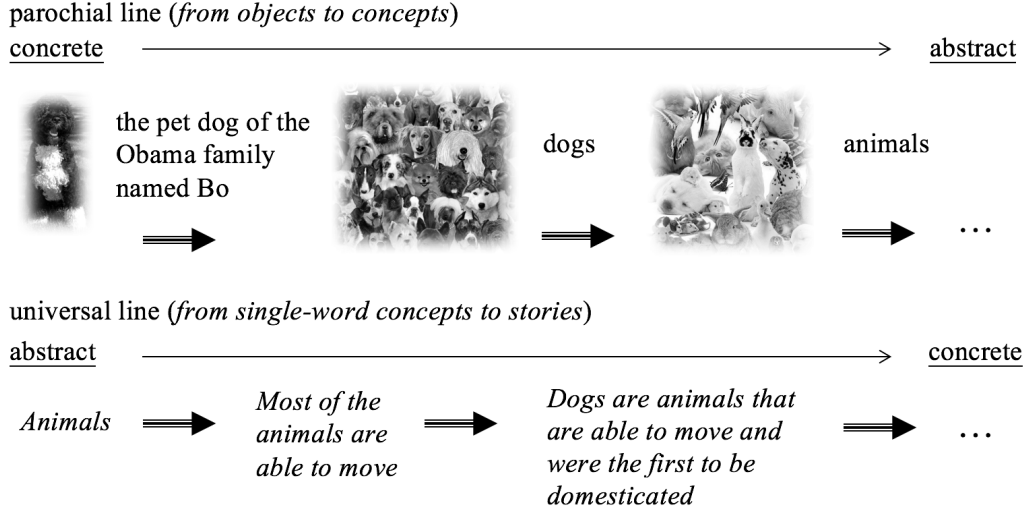 parochial line (from objects to concepts)
concrete
abstract
the pet dog of the
Obama family
named Bo
dogs
animals
...
universal line (from single-word concepts to stories)
abstract
concrete
Animals
Most of the
animals are
able to move
Dogs are animals that
are able to move and
were the first to be
domesticated
...